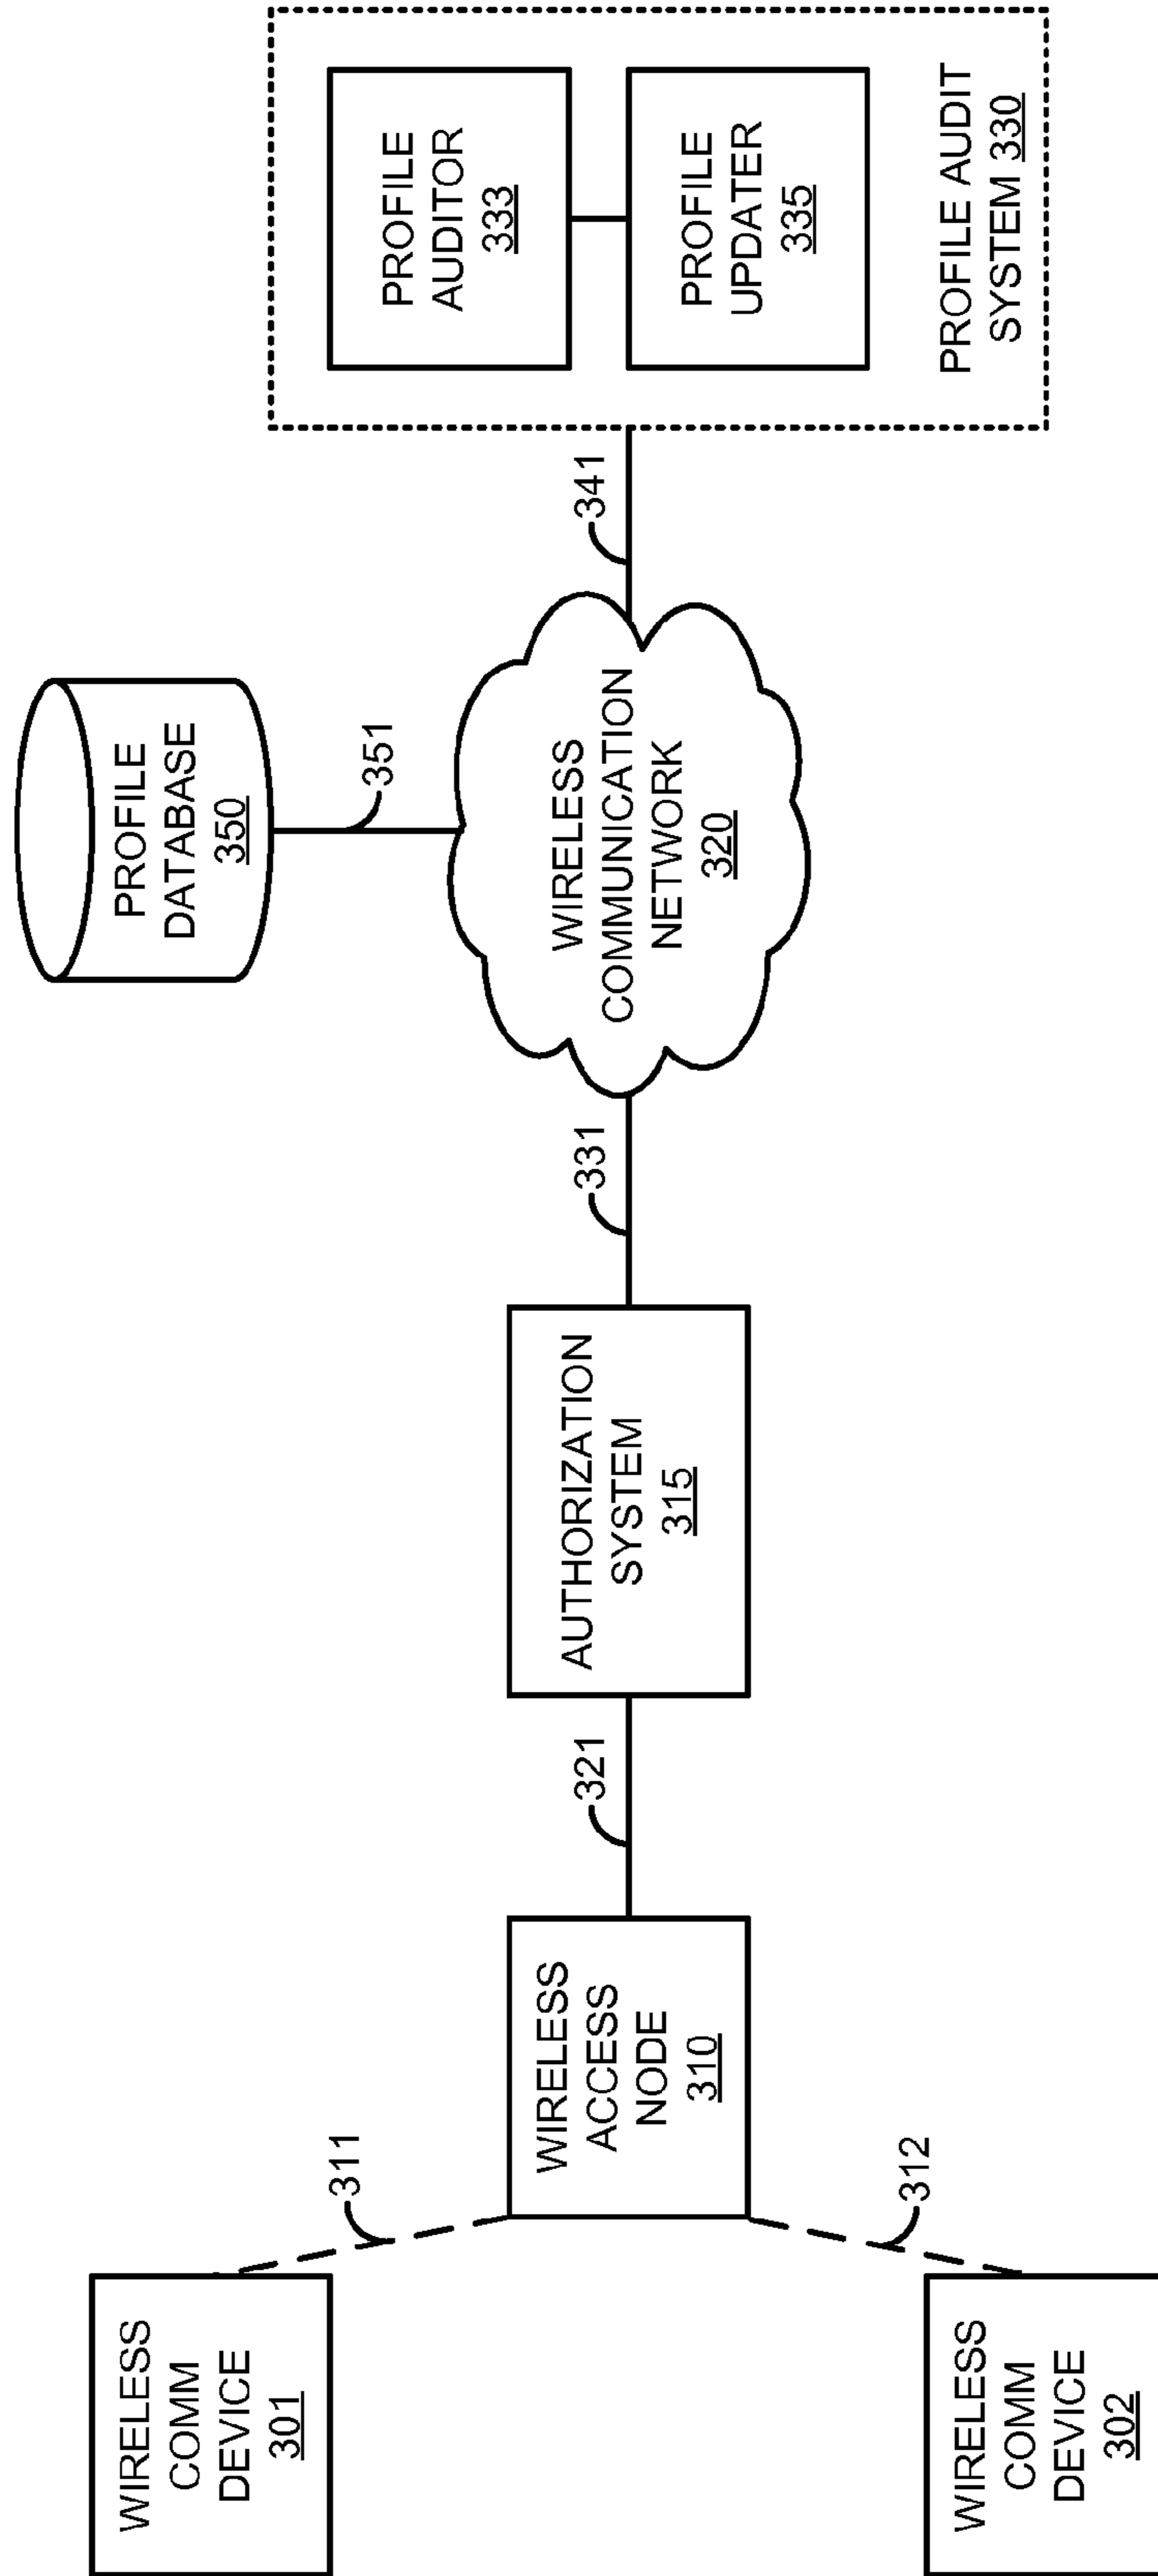 WIRELESS
COMM
DEVICE
301
311
WIRELESS
COMM
DEVICE
302
312
WIRELESS
ACCESS
NODE
310
321
AUTHORIZATION
SYSTEM
315
331
PROFILE
DATABASE
350
351
WIRELESS
COMMUNICATION
NETWORK
320
341
PROFILE
AUDITOR
333
PROFILE
UPDATER
335
PROFILE AUDIT
SYSTEM 330